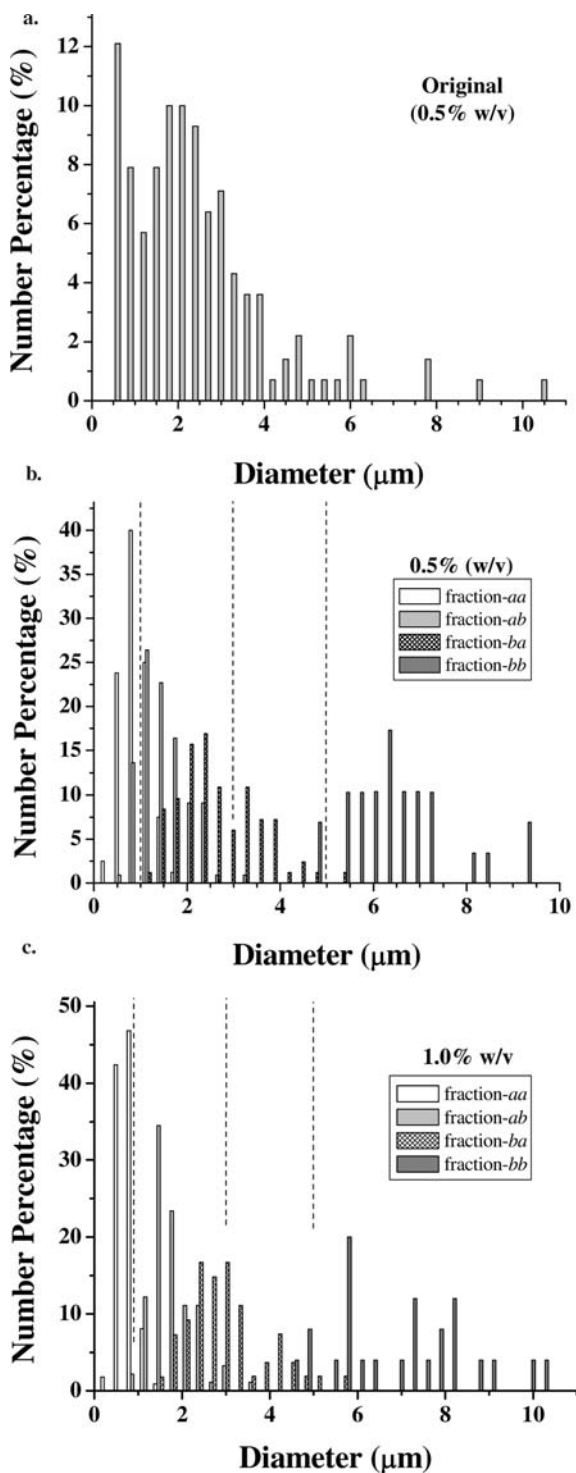 a.
Number Percentage (%)
12
10
8
6
4
2
0
Original
(0.5% w/v)
0 2 4 6 8 10
Diameter (μm)
b.
Number Percentage (%)
40
35
30
25
20
15
10
5
0
0.5% (w/v)
fraction-aa
fraction-ab
fraction-ba
fraction-bb
0 2 4 6 8 10
Diameter (μm)
c.
Number Percentage (%)
50
40
30
20
10
0
1.0% w/v
fraction-aa
fraction-ab
fraction-ba
fraction-bb
0 2 4 6 8 10
Diameter (μm)